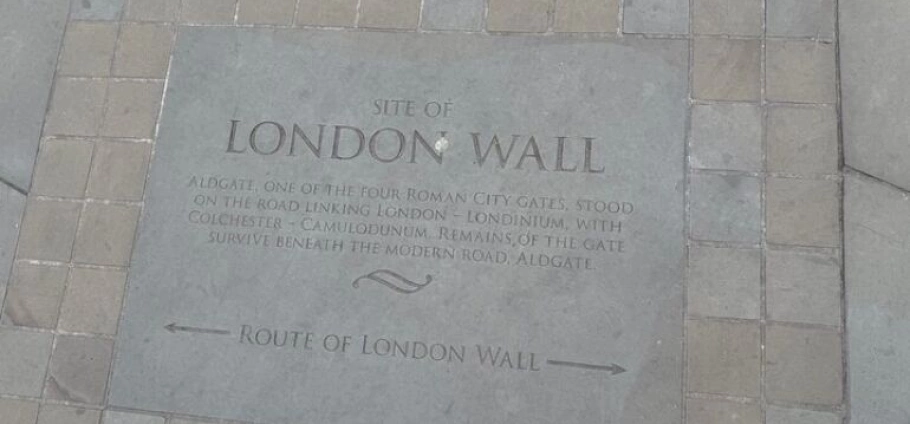 SITE OF
LONDON WALL
ALDGATE, ONE OF THE FOUR ROMAN CITY GATES, STOOD
ON THE ROAD LINKING LONDON – LONDINIUM, WITH
COLCHESTER – CAMULODUNUM. REMAINS OF THE GATE
SURVIVE BENEATH THE MODERN ROAD, ALDGATE.
ROUTE OF LONDON WALL